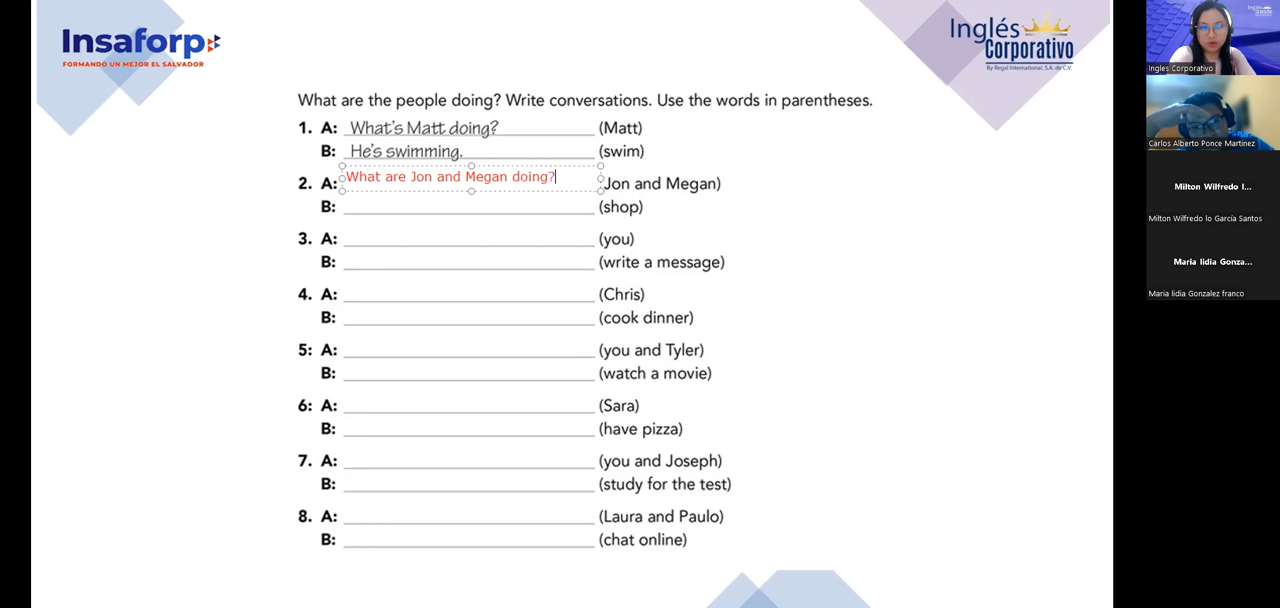 Insaforp
FORMANDO UN MEJOR EL SALVADOR
Inglés
Corporativo
By Regal International, S.A. de C.V.
What are the people doing? Write conversations. Use the words in parentheses.
1. A: What's Matt doing? (Matt)
B: He's swimming. (swim)
2. A: What are Jon and Megan doing? (Jon and Megan)
B: (shop)
3. A: (you)
B: (write a message)
4. A: (Chris)
B: (cook dinner)
5: A: (you and Tyler)
B: (watch a movie)
6: A: (Sara)
B: (have pizza)
7. A: (you and Joseph)
B: (study for the test)
8. A: (Laura and Paulo)
B: (chat online)
Inglés
Ingles Corporativo
Carlos Alberto Ponce Martinez
Milton Wilfredo l...
Milton Wilfredo lo García Santos
Maria lidia Gonza...
Maria lidia Gonzalez franco